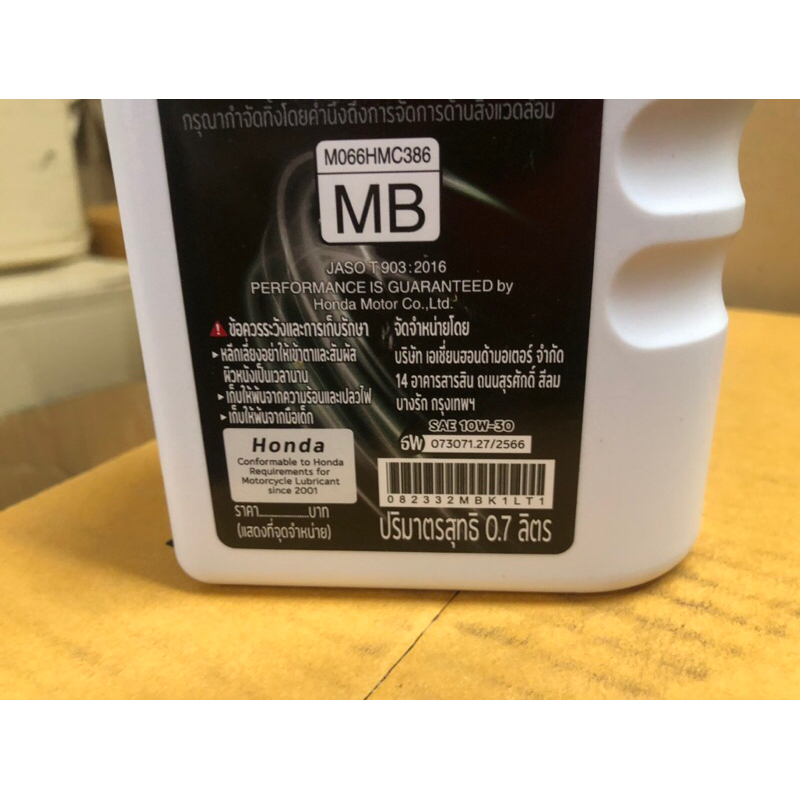 กรุณากำจัดทิ้งโดยคำนึงถึงการจัดการด้านสิ่งแวดล้อม
M066HMC386
MB
JASO T 903:2016
PERFORMANCE IS GUARANTEED by
Honda Motor Co.,Ltd.
ข้อควรระวังและการเก็บรักษา
▸หลีกเลี่ยงอย่าให้เข้าตาและสัมผัส
ผิวหนังเป็นเวลานาน
▸เก็บให้พ้นจากความร้อนและเปลวไฟ
▸เก็บให้พ้นจากมือเด็ก
Honda
Conformable to Honda
Requirements for
Motorcycle Lubricant
since 2001
ราคา............บาท
(แสดงที่จุดจำหน่าย)
จัดจำหน่ายโดย
บริษัท เอเชี่ยนฮอนด้ามอเตอร์ จำกัด
14 อาคารสารสิน ถนนสุรศักดิ์ สีลม
บางรัก กรุงเทพฯ
SAE 10W-30
ธพ 073071.27/2566
082332MBK1LT1
ปริมาตรสุทธิ 0.7 ลิตร